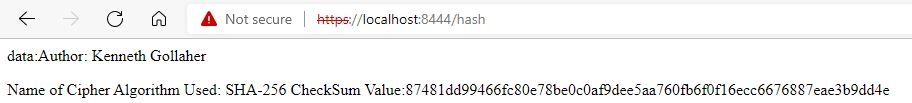 Not secure | https://localhost:8444/hash
data:Author: Kenneth Gollaher
Name of Cipher Algorithm Used: SHA-256 CheckSum Value:87481dd99466fc80e78be0c0af9dee5aa760fb6f0f16ecc6676887eae3b9dd4e